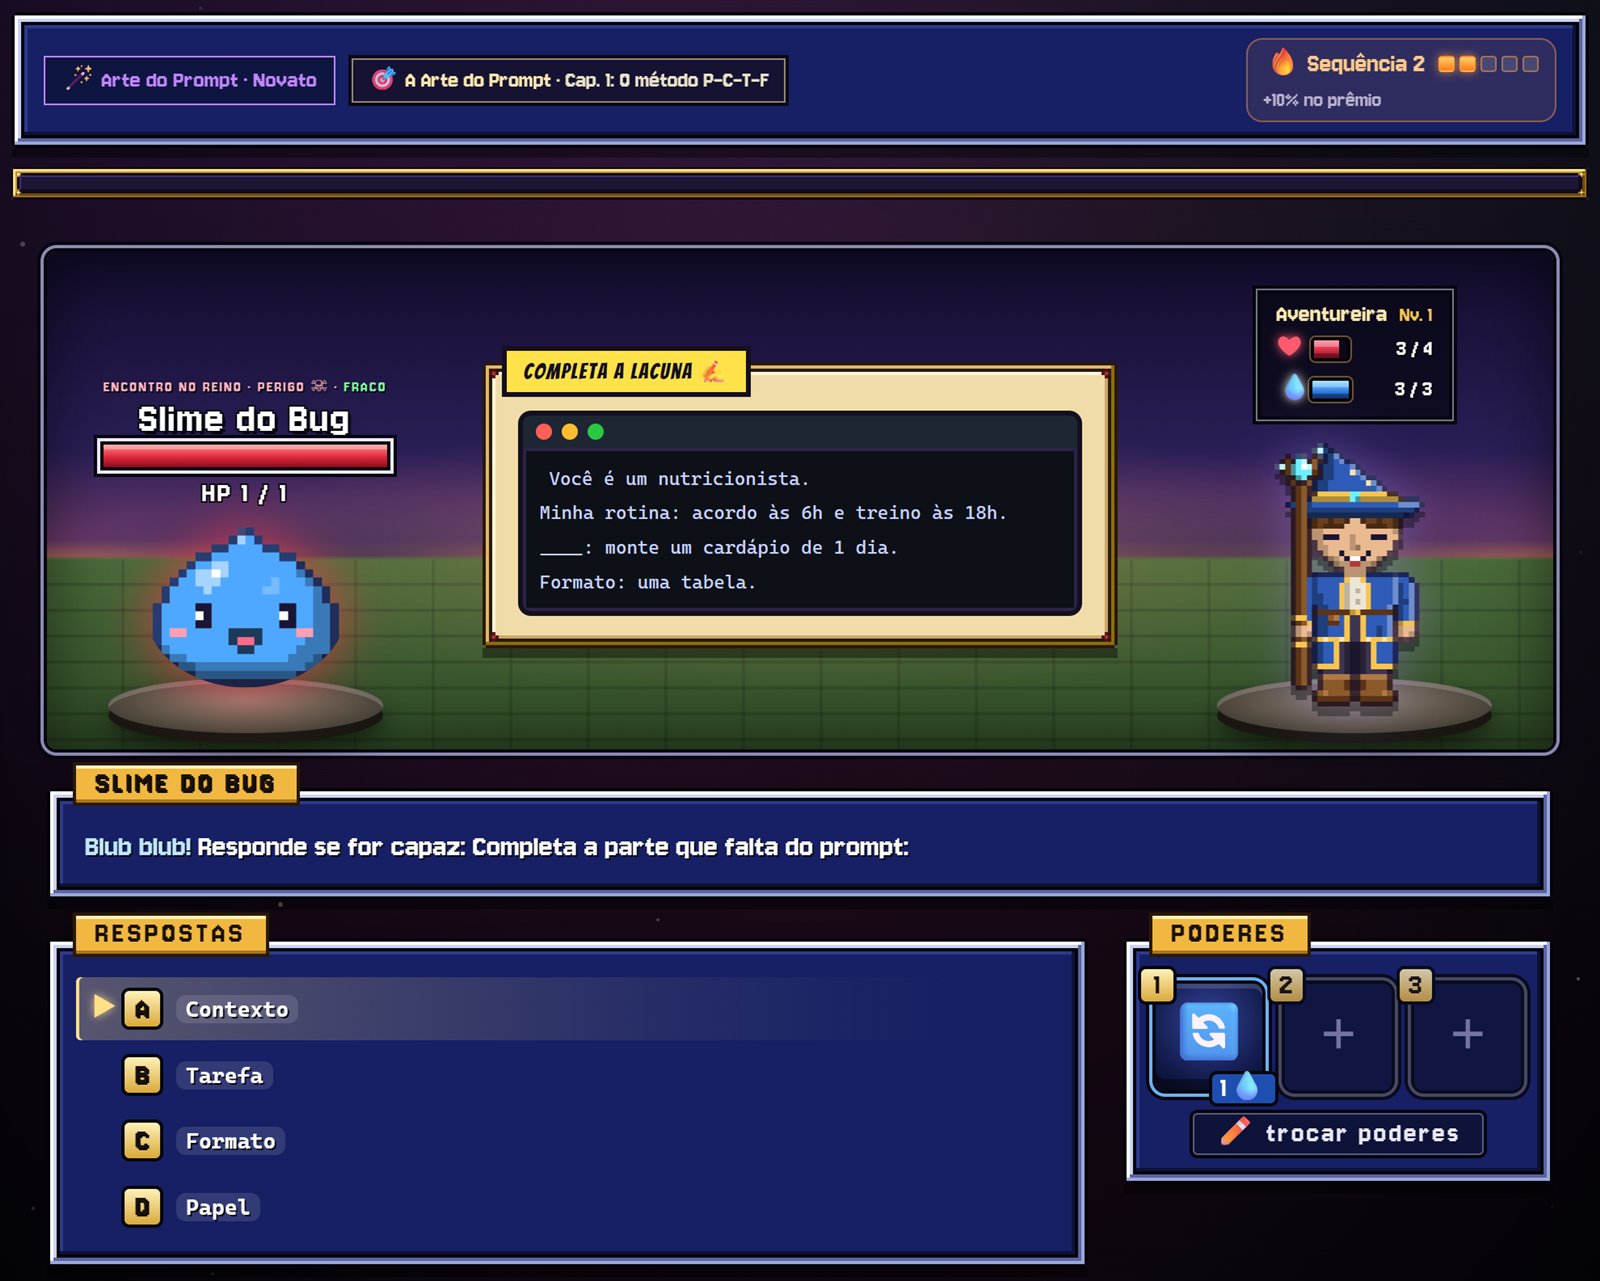 Arte do Prompt · Novato
A Arte do Prompt · Cap. 1: O método P-C-T-F
Sequência 2
+10% no prêmio
Aventureira Nv. 1
3 / 4
3 / 3
ENCONTRO NO REINO · PERIGO ☠ · FRACO
Slime do Bug
HP 1 / 1
COMPLETA A LACUNA
Você é um nutricionista.
Minha rotina: acordo às 6h e treino às 18h.
____: monte um cardápio de 1 dia.
Formato: uma tabela.
SLIME DO BUG
Blub blub! Responde se for capaz: Completa a parte que falta do prompt:
RESPOSTAS
A Contexto
B Tarefa
C Formato
D Papel
PODERES
1 2 3
1
trocar poderes